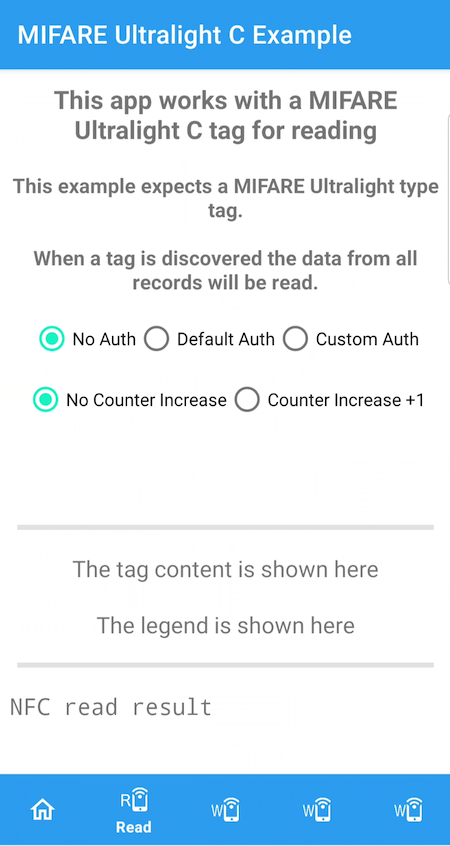 MIFARE Ultralight C Example
This app works with a MIFARE
Ultralight C tag for reading
This example expects a MIFARE Ultralight type
tag.
When a tag is discovered the data from all
records will be read.
No Auth Default Auth Custom Auth
No Counter Increase Counter Increase +1
The tag content is shown here
The legend is shown here
NFC read result
R W W W
Read